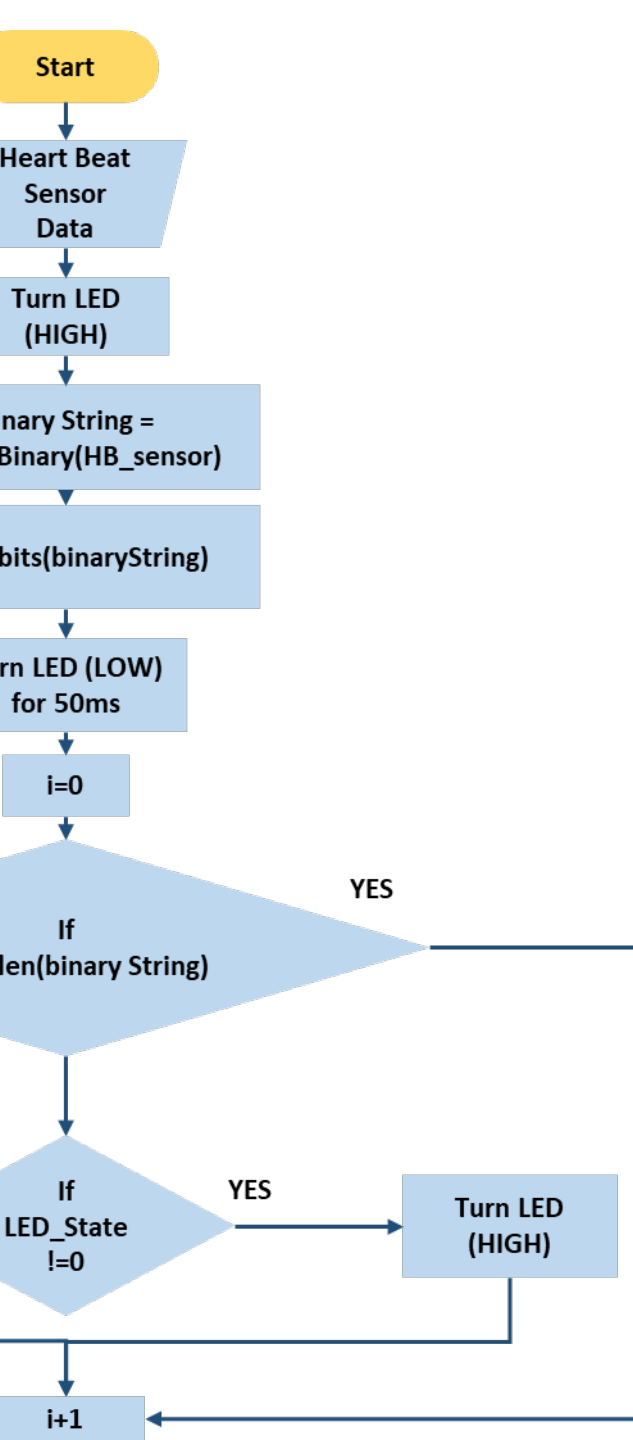 Start
Heart Beat
Sensor
Data
Turn LED
(HIGH)
nary String =
Binary(HB_sensor)
bits(binaryString)
rn LED (LOW)
for 50ms
i=0
YES
If
len(binary String)
YES
If
LED_State
!=0
Turn LED
(HIGH)
i+1